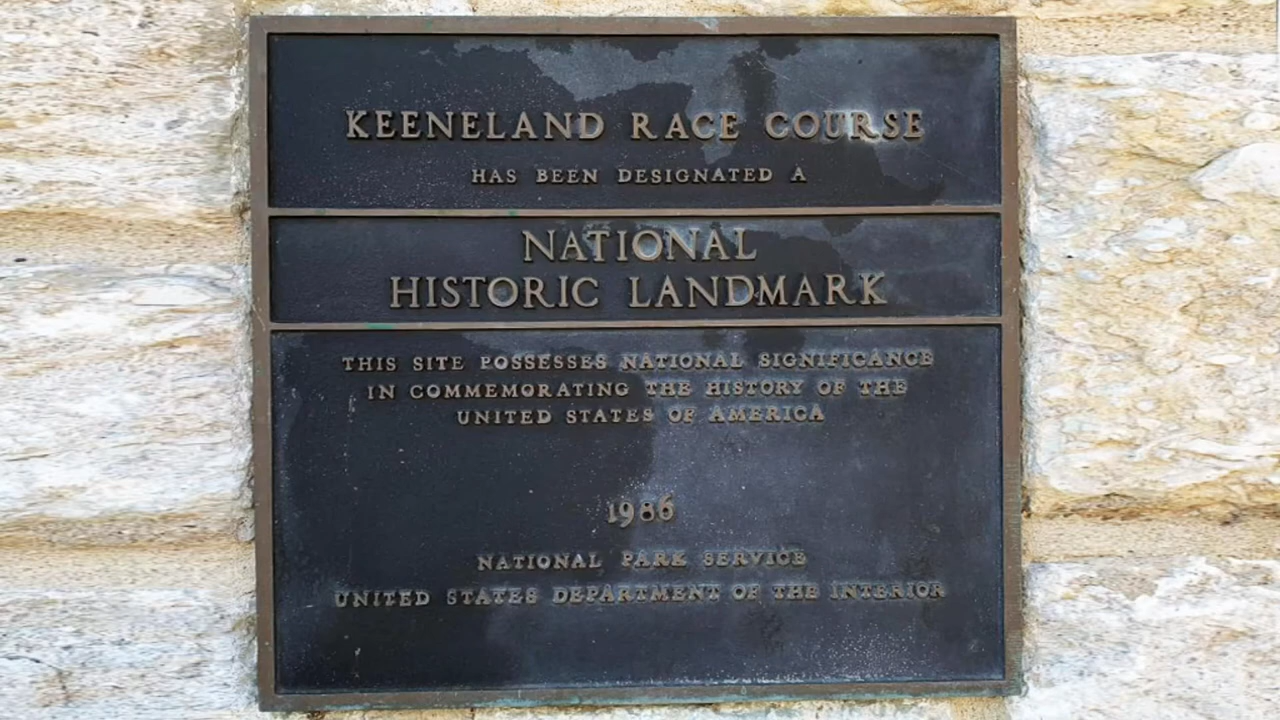 KEENELAND RACE COURSE
HAS BEEN DESIGNATED A
NATIONAL
HISTORIC LANDMARK
THIS SITE POSSESSES NATIONAL SIGNIFICANCE
IN COMMEMORATING THE HISTORY OF THE
UNITED STATES OF AMERICA
1986
NATIONAL PARK SERVICE
UNITED STATES DEPARTMENT OF THE INTERIOR